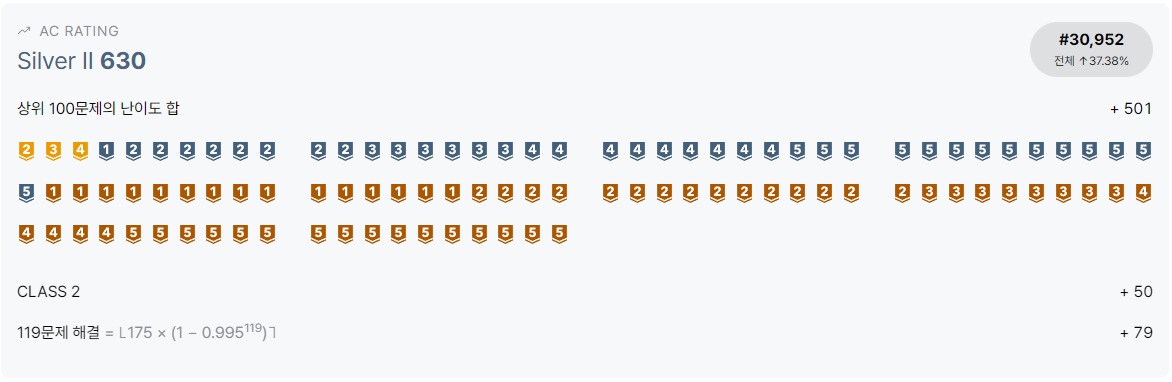 AC RATING
Silver II 630
#30,952
전체 ↑37.38%
상위 100문제의 난이도 합 + 501
2 3 4 1 2 2 2 2 2 2 2 2 3 3 3 3 3 3 4 4 4 4 4 4 4 4 4 5 5 5 5 5 5 5 5 5 5 5 5 5
5 1 1 1 1 1 1 1 1 1 1 1 1 1 1 1 2 2 2 2 2 2 2 2 2 2 2 2 2 2 2 3 3 3 3 3 3 3 3 4
4 4 4 4 5 5 5 5 5 5 5 5 5 5 5 5 5 5 5 5
CLASS 2 + 50
119문제 해결 = ㄴ175 × (1 − 0.995^119)ㄱ + 79